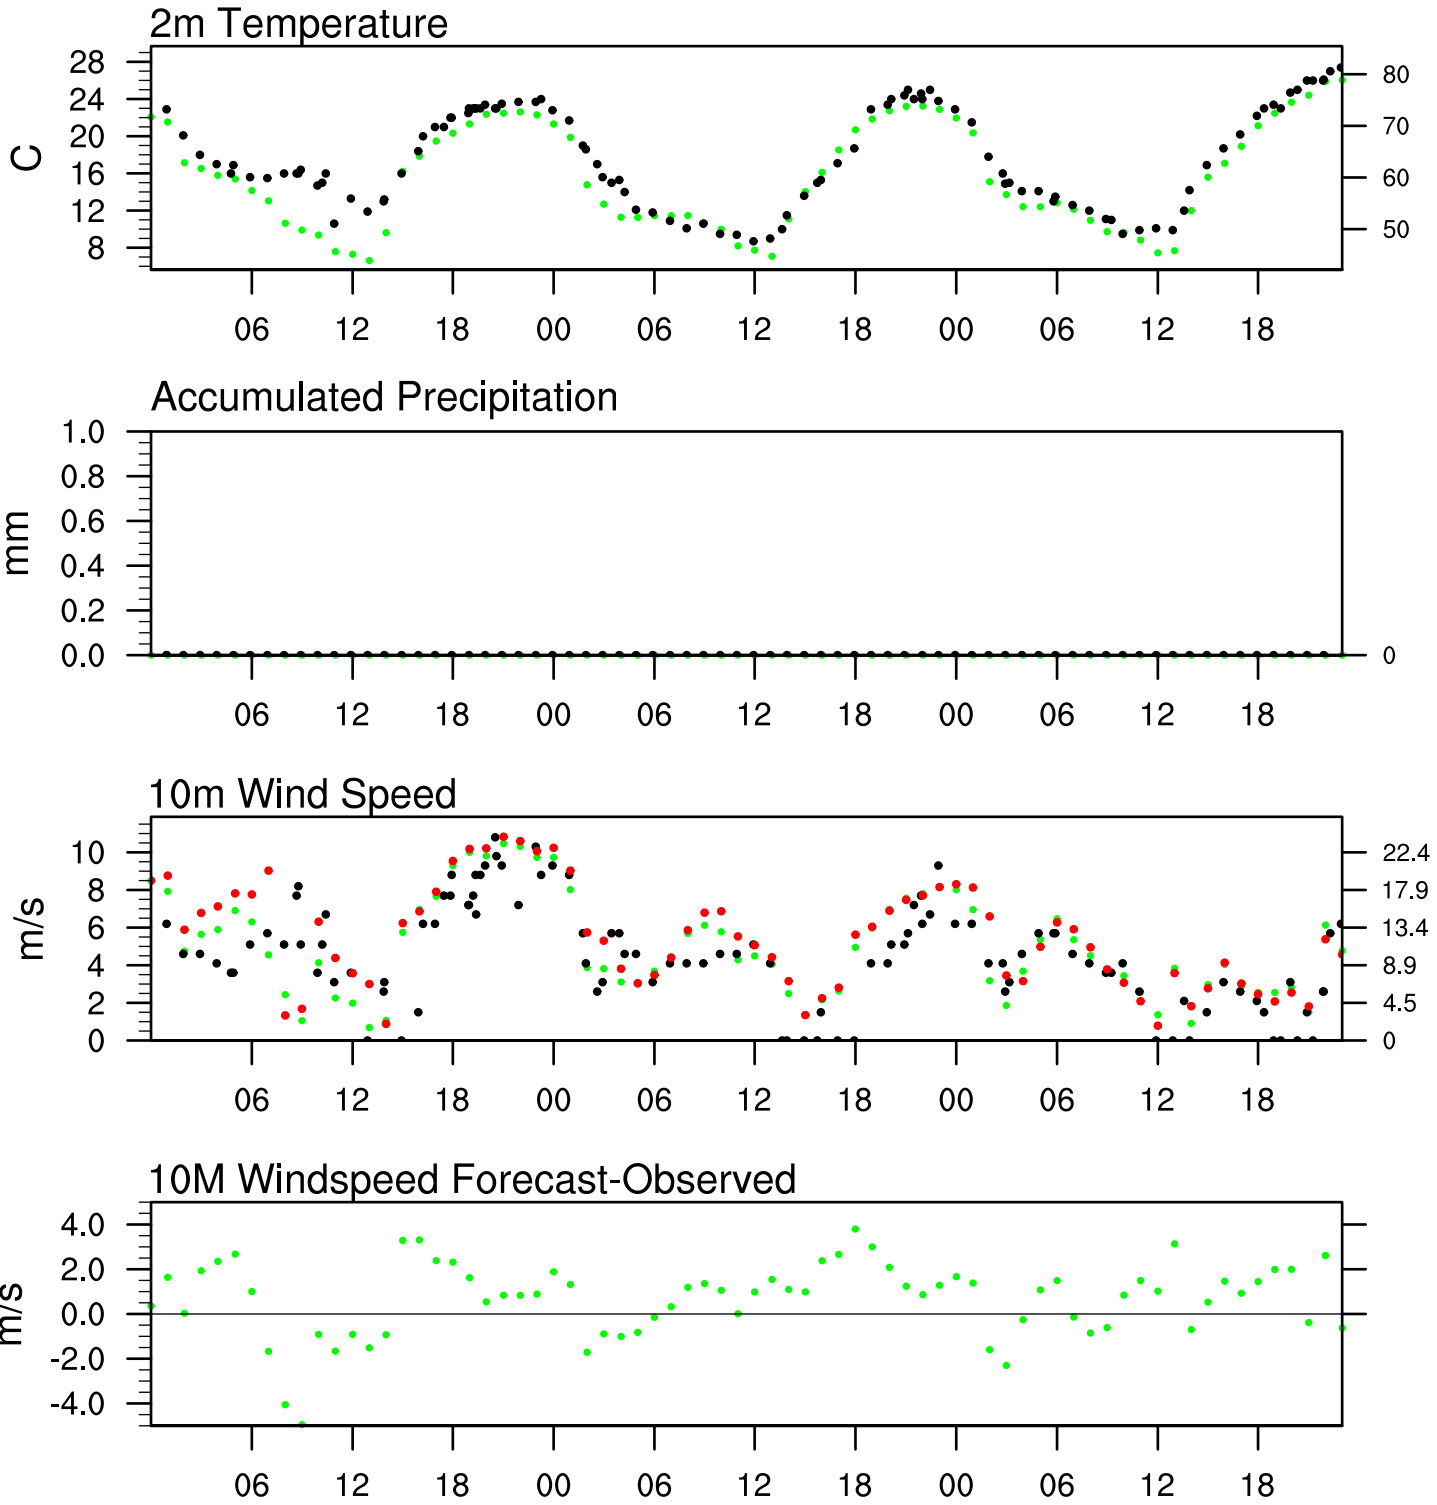 2m Temperature
28
24
20
16
12
8
C
80
70
60
50
06 12 18 00 06 12 18 00 06 12 18
Accumulated Precipitation
1.0
0.8
0.6
0.4
0.2
0.0
mm
0
06 12 18 00 06 12 18 00 06 12 18
10m Wind Speed
10
8
6
4
2
0
m/s
22.4
17.9
13.4
8.9
4.5
0
06 12 18 00 06 12 18 00 06 12 18
10M Windspeed Forecast-Observed
4.0
2.0
0.0
-2.0
-4.0
m/s
06 12 18 00 06 12 18 00 06 12 18